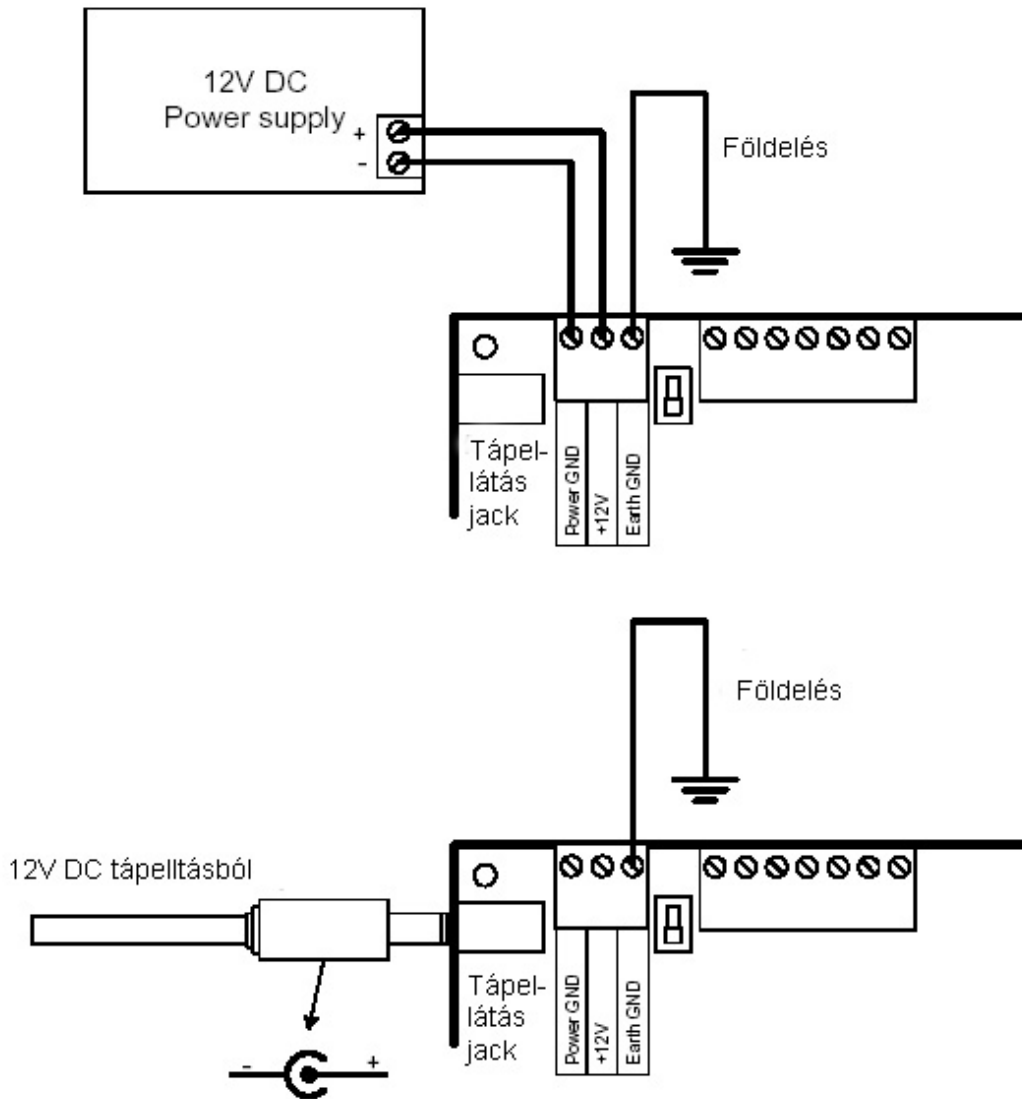 12V DC
Power supply
+
-
Földelés
Tápel-
látás
jack
Power GND
+12V
Earth GND
Földelés
12V DC tápelltásból
Tápel-
látás
jack
Power GND
+12V
Earth GND
- +